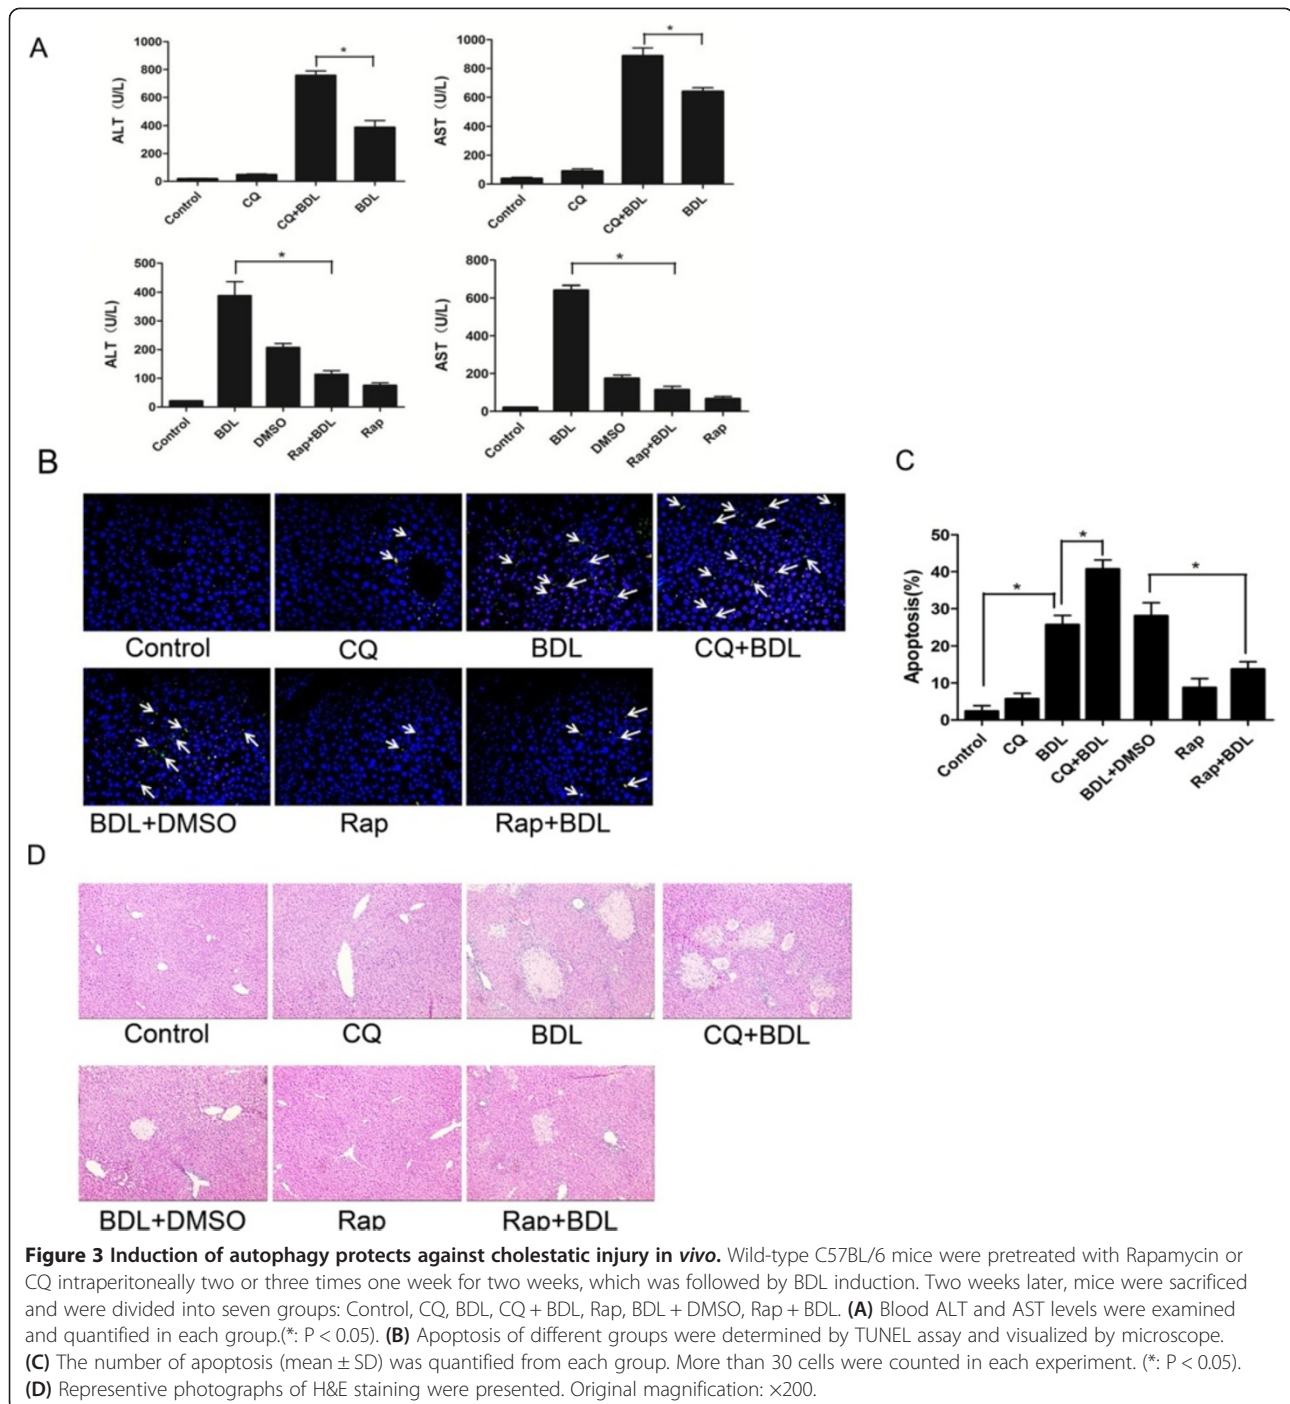 A
1000
800
600
400
200
0
ALT (U/L)
*
Control
CQ
CQ+BDL
BDL
1000
800
600
400
200
0
AST (U/L)
*
Control
CQ
CQ+BDL
BDL
500
400
300
200
100
0
ALT (U/L)
*
Control
BDL
DMSO
Rap+BDL
Rap
800
600
400
200
0
AST (U/L)
*
Control
BDL
DMSO
Rap+BDL
Rap
B
Control
CQ
BDL
CQ+BDL
BDL+DMSO
Rap
Rap+BDL
C
50
40
30
20
10
0
Apoptosis(%)
*
*
*
Control
CQ
BDL
CQ+BDL
BDL+DMSO
Rap
Rap+BDL
D
Control
CQ
BDL
CQ+BDL
BDL+DMSO
Rap
Rap+BDL
Figure 3 Induction of autophagy protects against cholestatic injury in vivo. Wild-type C57BL/6 mice were pretreated with Rapamycin or
CQ intraperitoneally two or three times one week for two weeks, which was followed by BDL induction. Two weeks later, mice were sacrificed
and were divided into seven groups: Control, CQ, BDL, CQ + BDL, Rap, BDL + DMSO, Rap + BDL. (A) Blood ALT and AST levels were examined
and quantified in each group.(*: P < 0.05). (B) Apoptosis of different groups were determined by TUNEL assay and visualized by microscope.
(C) The number of apoptosis (mean ± SD) was quantified from each group. More than 30 cells were counted in each experiment. (*: P < 0.05).
(D) Representive photographs of H&E staining were presented. Original magnification: ×200.